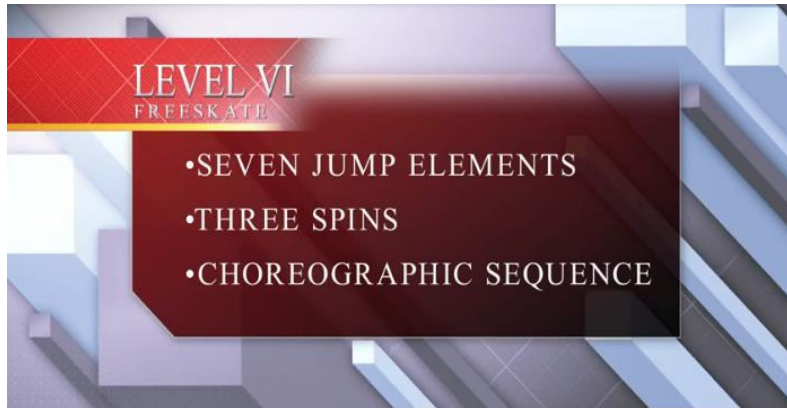 LEVEL VI
FREESKATE
•SEVEN JUMP ELEMENTS
•THREE SPINS
•CHOREOGRAPHIC SEQUENCE